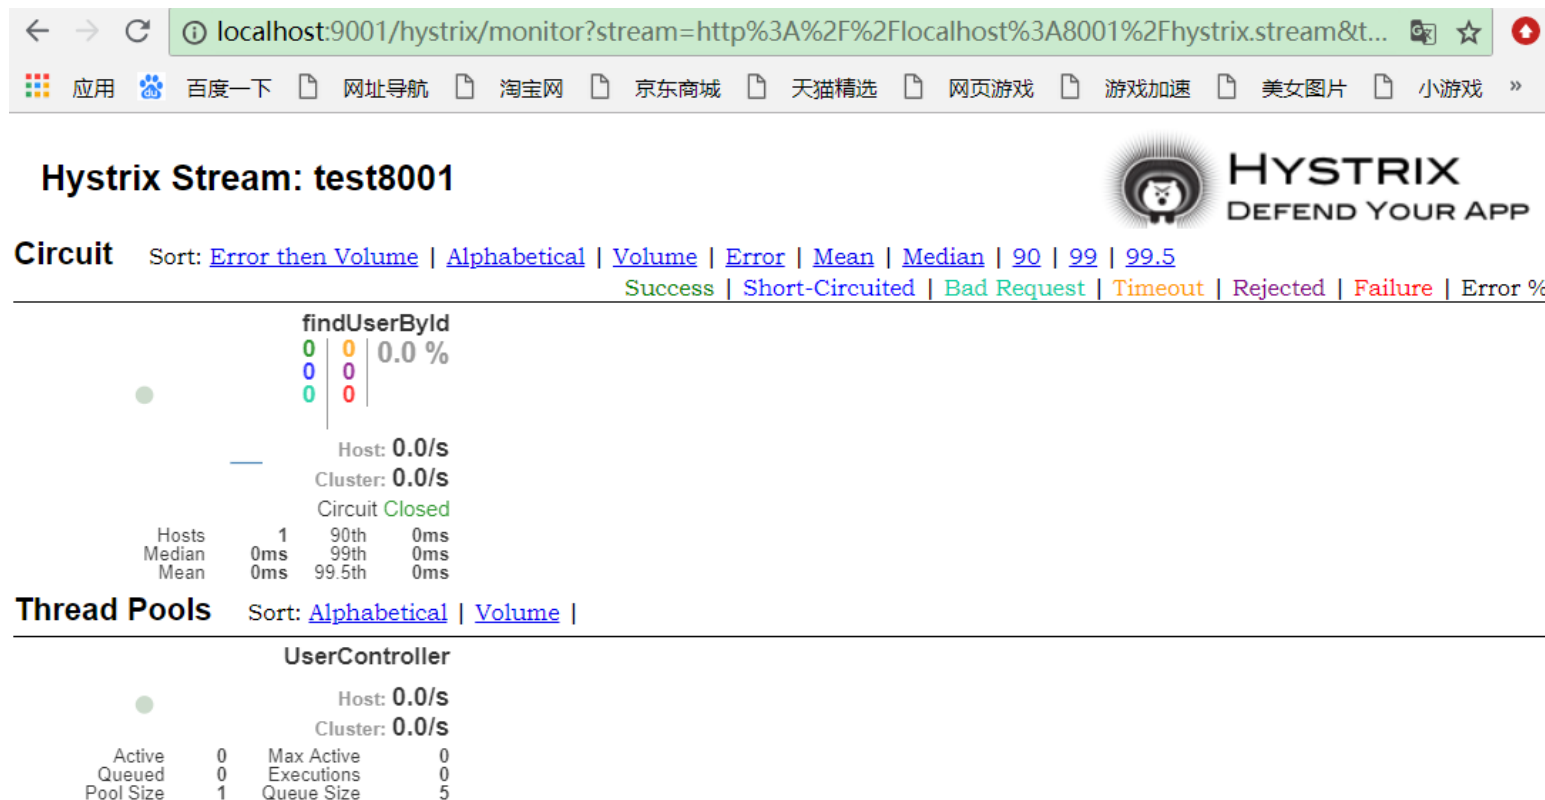 localhost:9001/hystrix/monitor?stream=http%3A%2F%2Flocalhost%3A8001%2Fhystrix.stream&t...
应用 百度一下 网址导航 淘宝网 京东商城 天猫精选 网页游戏 游戏加速 美女图片 小游戏 »
Hystrix Stream: test8001
HYSTRIX
DEFEND YOUR APP
Circuit Sort: Error then Volume | Alphabetical | Volume | Error | Mean | Median | 90 | 99 | 99.5
Success | Short-Circuited | Bad Request | Timeout | Rejected | Failure | Error %
findUserById
0 0 0.0 %
0 0
0 0
Host: 0.0/s
Cluster: 0.0/s
Circuit Closed
Hosts 1 90th 0ms
Median 0ms 99th 0ms
Mean 0ms 99.5th 0ms
Thread Pools Sort: Alphabetical | Volume |
UserController
Host: 0.0/s
Cluster: 0.0/s
Active 0 Max Active 0
Queued 0 Executions 0
Pool Size 1 Queue Size 5